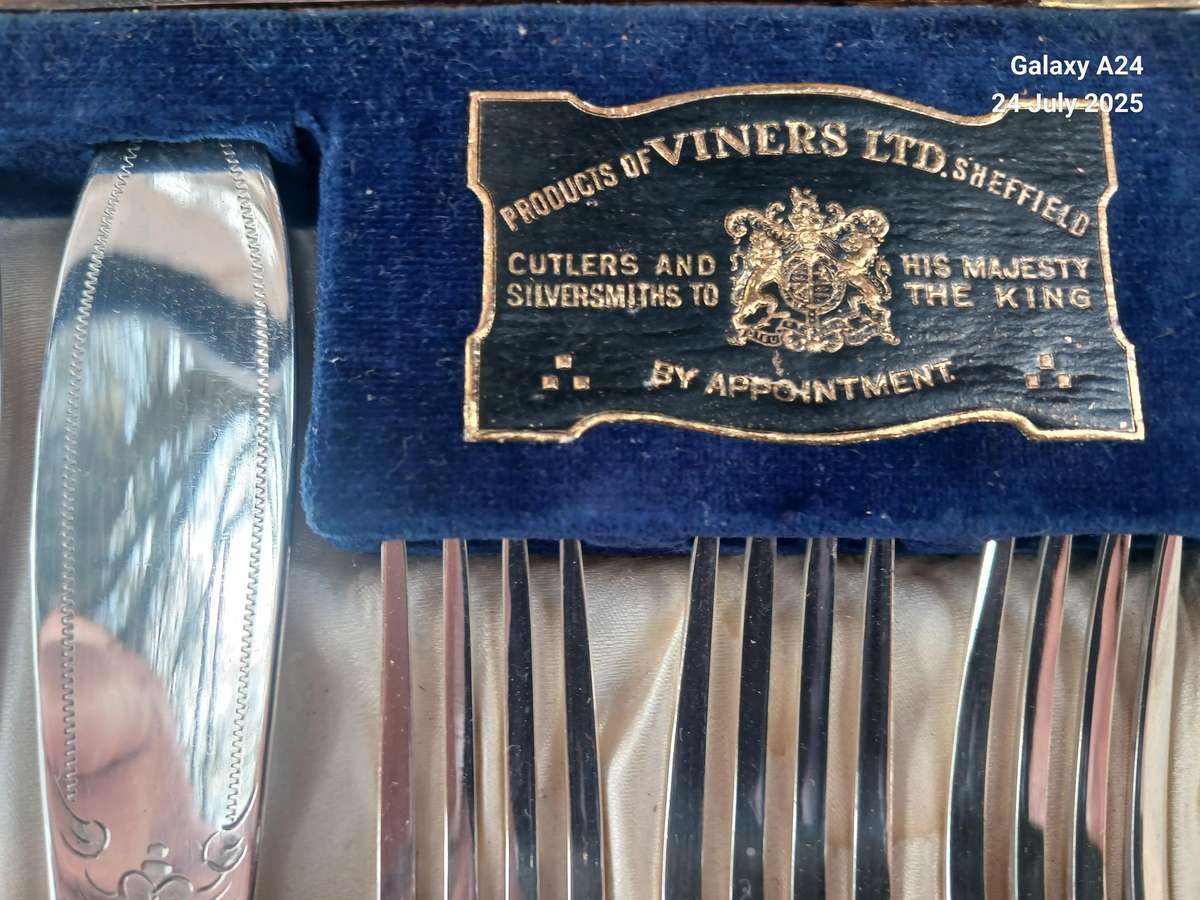 Galaxy A24
24 July 2025
PRODUCTS OF VINERS LTD. SHEFFIELD
CUTLERS AND HIS MAJESTY
SILVERSMITHS TO THE KING
BY APPOINTMENT